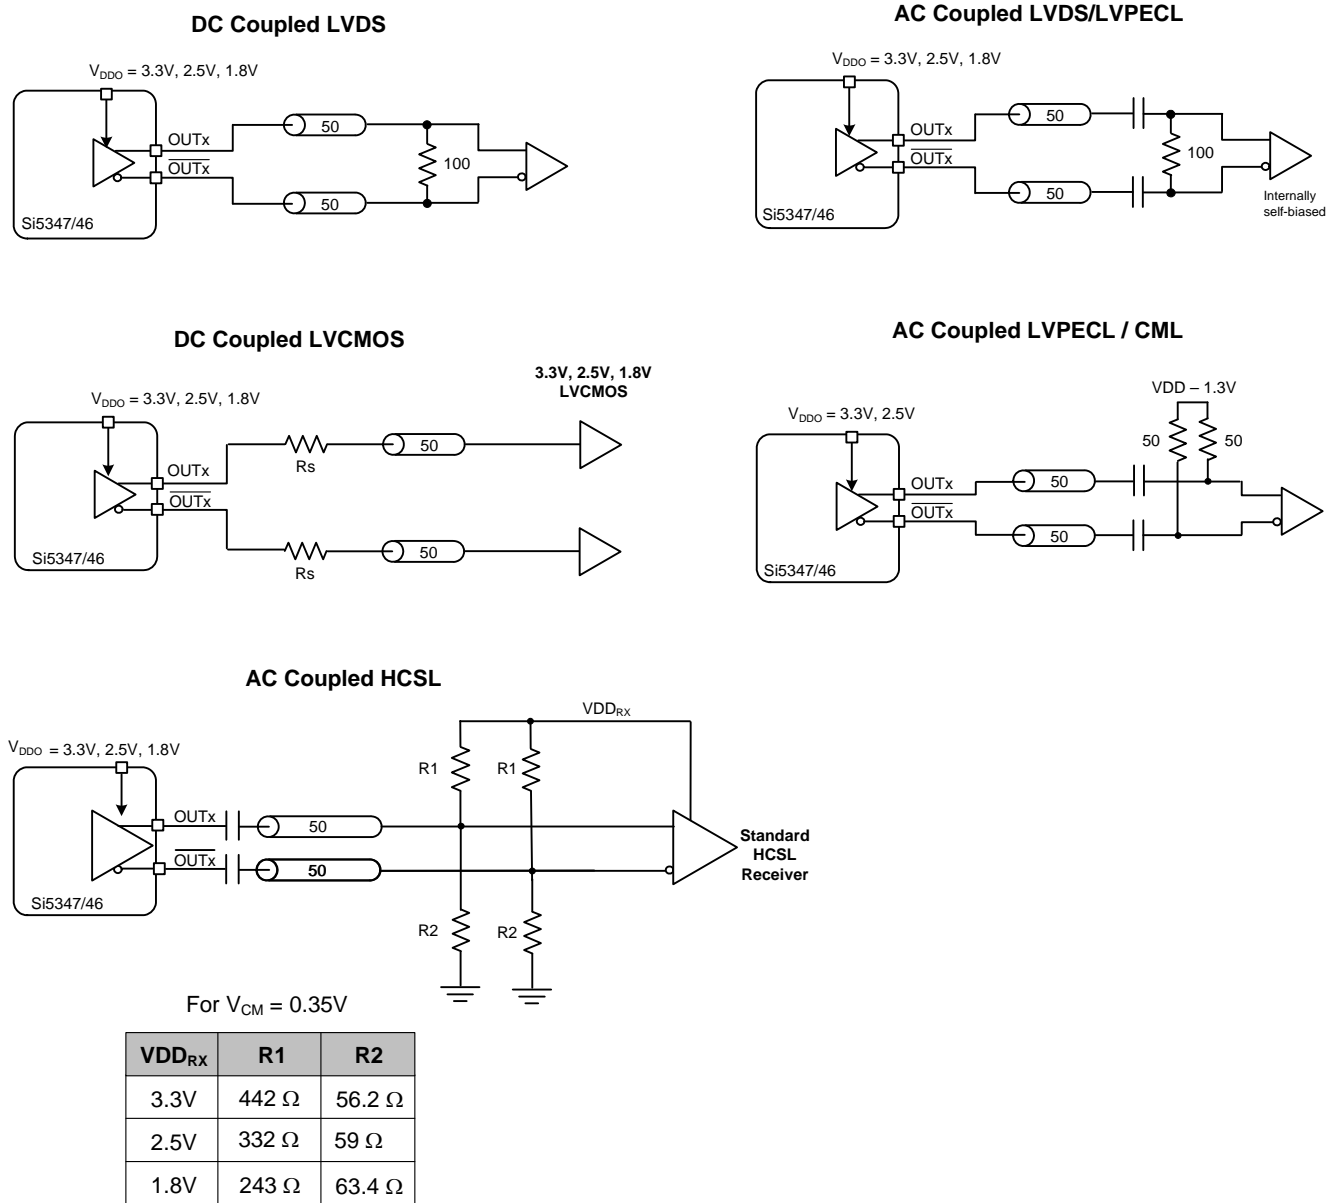 DC Coupled LVDS
VDDO = 3.3V, 2.5V, 1.8V
OUTx
OUTx
50
50
100
Si5347/46
AC Coupled LVDS/LVPECL
VDDO = 3.3V, 2.5V, 1.8V
OUTx
OUTx
50
50
100
Internally
self-biased
Si5347/46
DC Coupled LVCMOS
3.3V, 2.5V, 1.8V
LVCMOS
VDDO = 3.3V, 2.5V, 1.8V
OUTx
OUTx
Rs
50
Rs
50
Si5347/46
AC Coupled LVPECL / CML
VDD – 1.3V
VDDO = 3.3V, 2.5V
50
50
OUTx
OUTx
50
50
Si5347/46
AC Coupled HCSL
VDDRX
VDDO = 3.3V, 2.5V, 1.8V
R1
R1
OUTx
OUTx
50
50
Standard
HCSL
Receiver
Si5347/46
R2
R2
For VCM = 0.35V
VDDRX R1 R2
3.3V 442 Ω 56.2 Ω
2.5V 332 Ω 59 Ω
1.8V 243 Ω 63.4 Ω